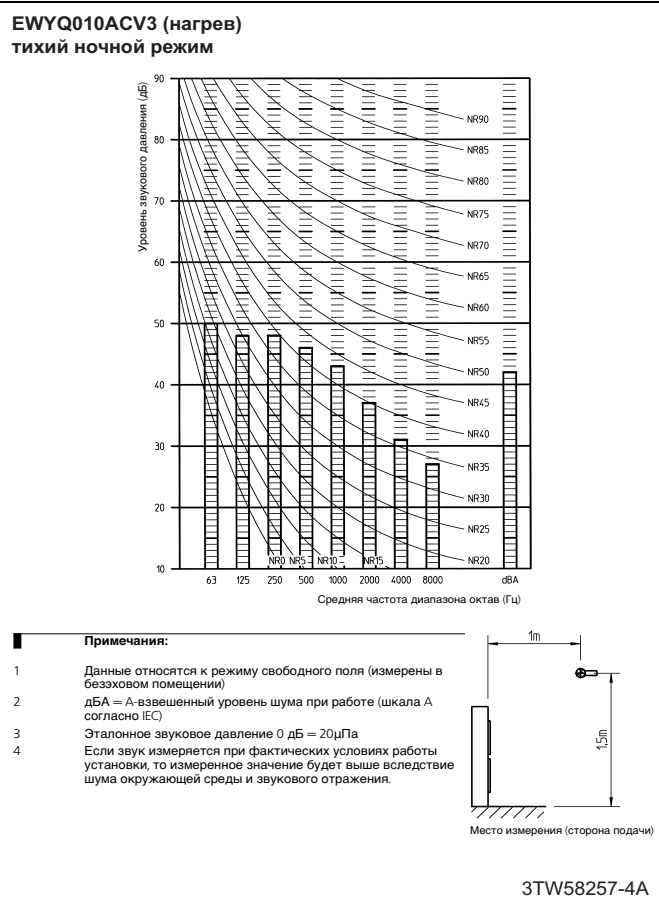 EWYQ010ACV3 (нагрев)
тихий ночной режим
Уровень звукового давления (дБ)
90
80
70
60
50
40
30
20
10
NR90
NR85
NR80
NR75
NR70
NR65
NR60
NR55
NR50
NR45
NR40
NR35
NR30
NR25
NR20
NR0 NR5 NR10 NR15
63 125 250 500 1000 2000 4000 8000 dBA
Средняя частота диапазона октав (Гц)
Примечания:
1 Данные относятся к режиму свободного поля (измерены в
безэховом помещении)
2 дБА = А-взвешенный уровень шума при работе (шкала А
согласно IEC)
3 Эталонное звуковое давление 0 дБ = 20µПа
4 Если звук измеряется при фактических условиях работы
установки, то измеренное значение будет выше вследствие
шума окружающей среды и звукового отражения.
1m
1,5m
Место измерения (сторона подачи)
3TW58257-4A